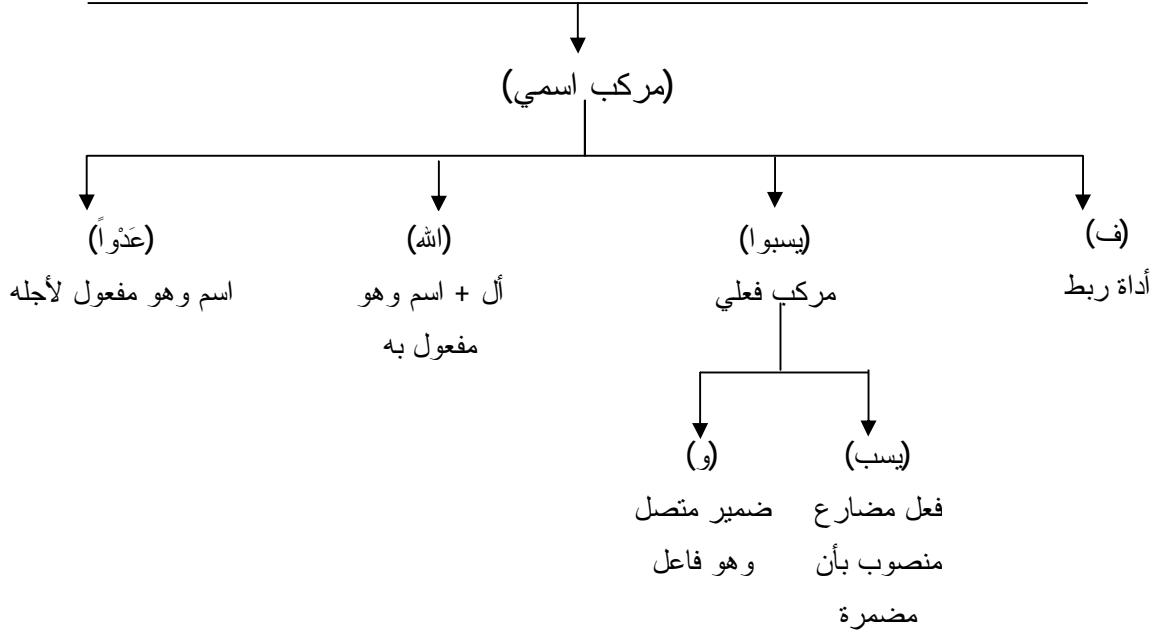 (مركب اسمي)
(ف) (يسبوا) (الله) (عَدْواً)
أداة ربط مركب فعلي أل + اسم وهو اسم وهو مفعول لأجله
مفعول به
(يسب) (و)
فعل مضارع ضمير متصل
منصوب بأن وهو فاعل
مضمرة